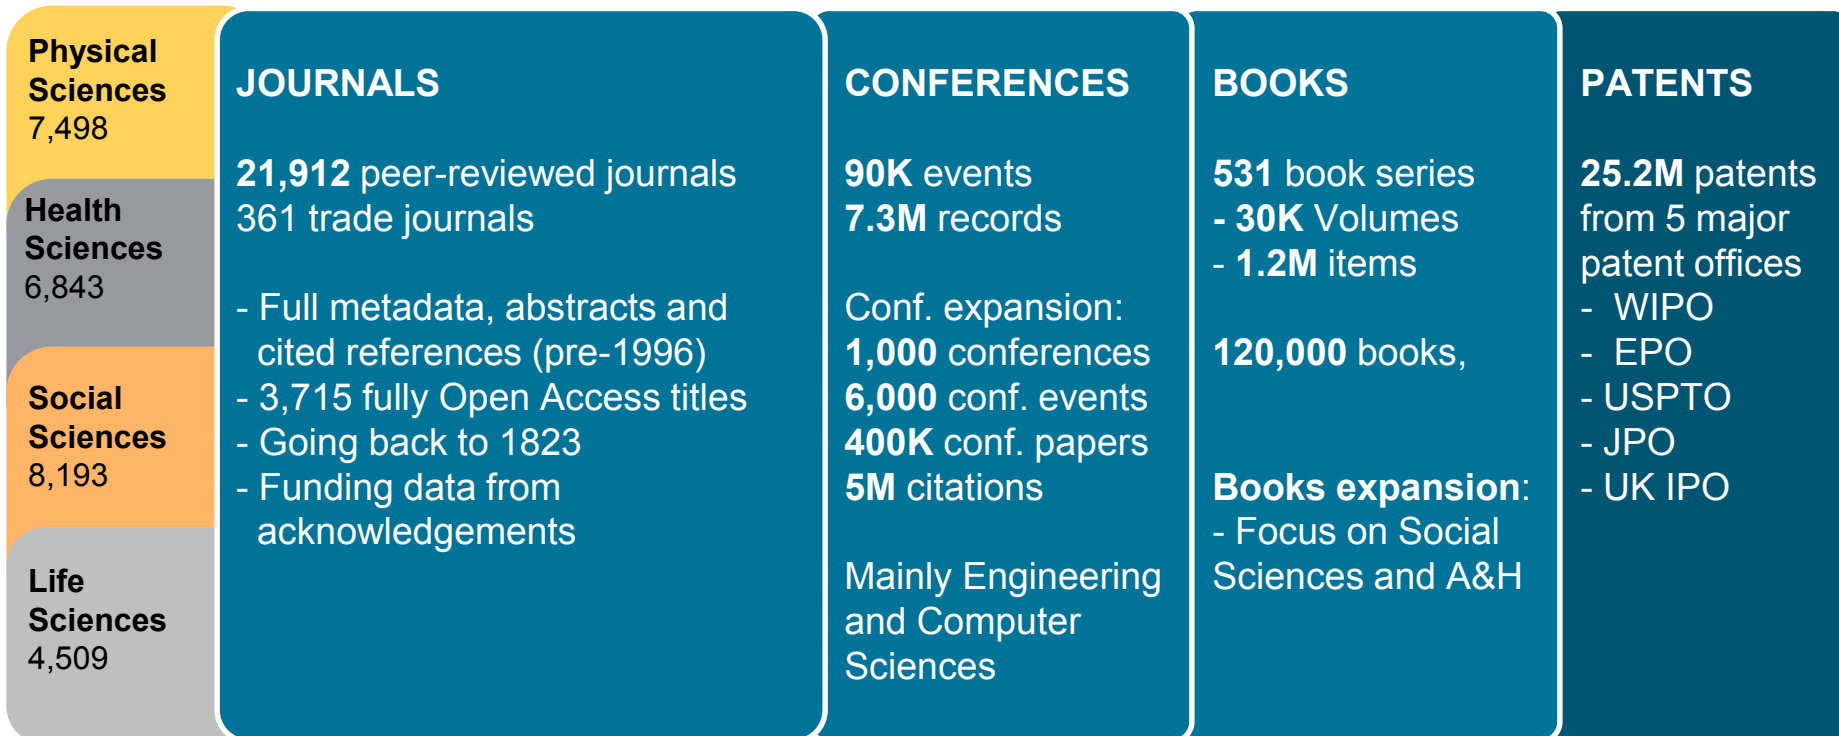 Physical
Sciences
7,498
Health
Sciences
6,843
Social
Sciences
8,193
Life
Sciences
4,509
JOURNALS
21,912 peer-reviewed journals
361 trade journals
- Full metadata, abstracts and
cited references (pre-1996)
- 3,715 fully Open Access titles
- Going back to 1823
- Funding data from
acknowledgements
CONFERENCES
90K events
7.3M records
Conf. expansion:
1,000 conferences
6,000 conf. events
400K conf. papers
5M citations
Mainly Engineering
and Computer
Sciences
BOOKS
531 book series
- 30K Volumes
- 1.2M items
120,000 books,
Books expansion:
- Focus on Social
Sciences and A&H
PATENTS
25.2M patents
from 5 major
patent offices
- WIPO
- EPO
- USPTO
- JPO
- UK IPO